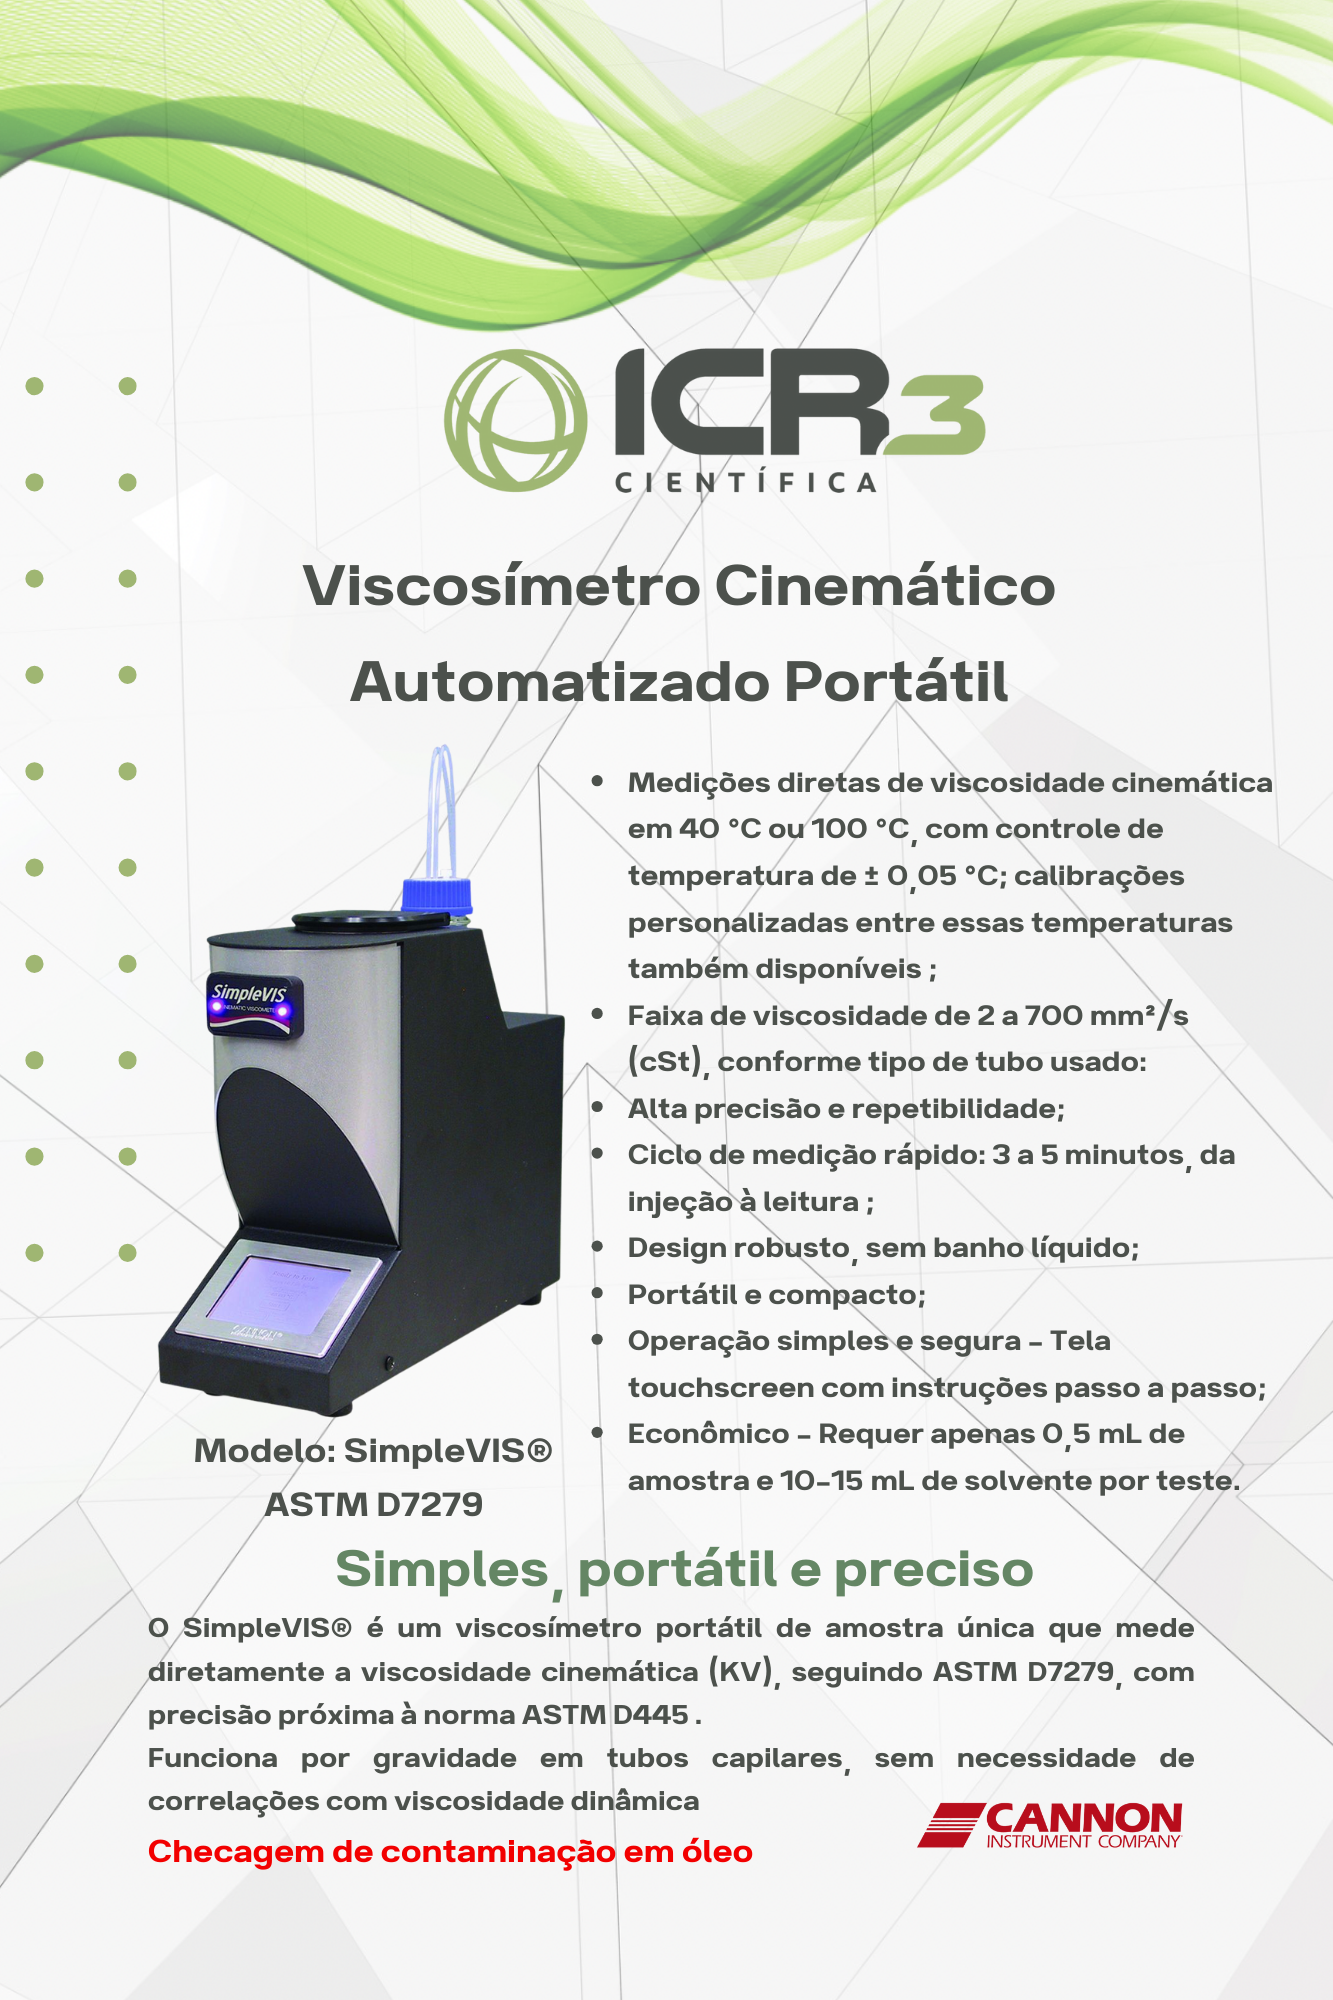 ICR3
CIENTÍFICA
Viscosímetro Cinemático
Automatizado Portátil
• Medições diretas de viscosidade cinemática
em 40 °C ou 100 °C, com controle de
temperatura de ± 0,05 °C; calibrações
personalizadas entre essas temperaturas
também disponíveis ;
• Faixa de viscosidade de 2 a 700 mm²/s
(cSt), conforme tipo de tubo usado:
• Alta precisão e repetibilidade;
• Ciclo de medição rápido: 3 a 5 minutos, da
injeção à leitura ;
• Design robusto, sem banho líquido;
• Portátil e compacto;
• Operação simples e segura – Tela
touchscreen com instruções passo a passo;
• Econômico – Requer apenas 0,5 mL de
amostra e 10–15 mL de solvente por teste.
SimpleVIS
Modelo: SimpleVIS®
ASTM D7279
Simples, portátil e preciso
O SimpleVIS® é um viscosímetro portátil de amostra única que mede
diretamente a viscosidade cinemática (KV), seguindo ASTM D7279, com
precisão próxima à norma ASTM D445 .
Funciona por gravidade em tubos capilares, sem necessidade de
correlações com viscosidade dinâmica
Checagem de contaminação em óleo
CANNON
INSTRUMENT COMPANY